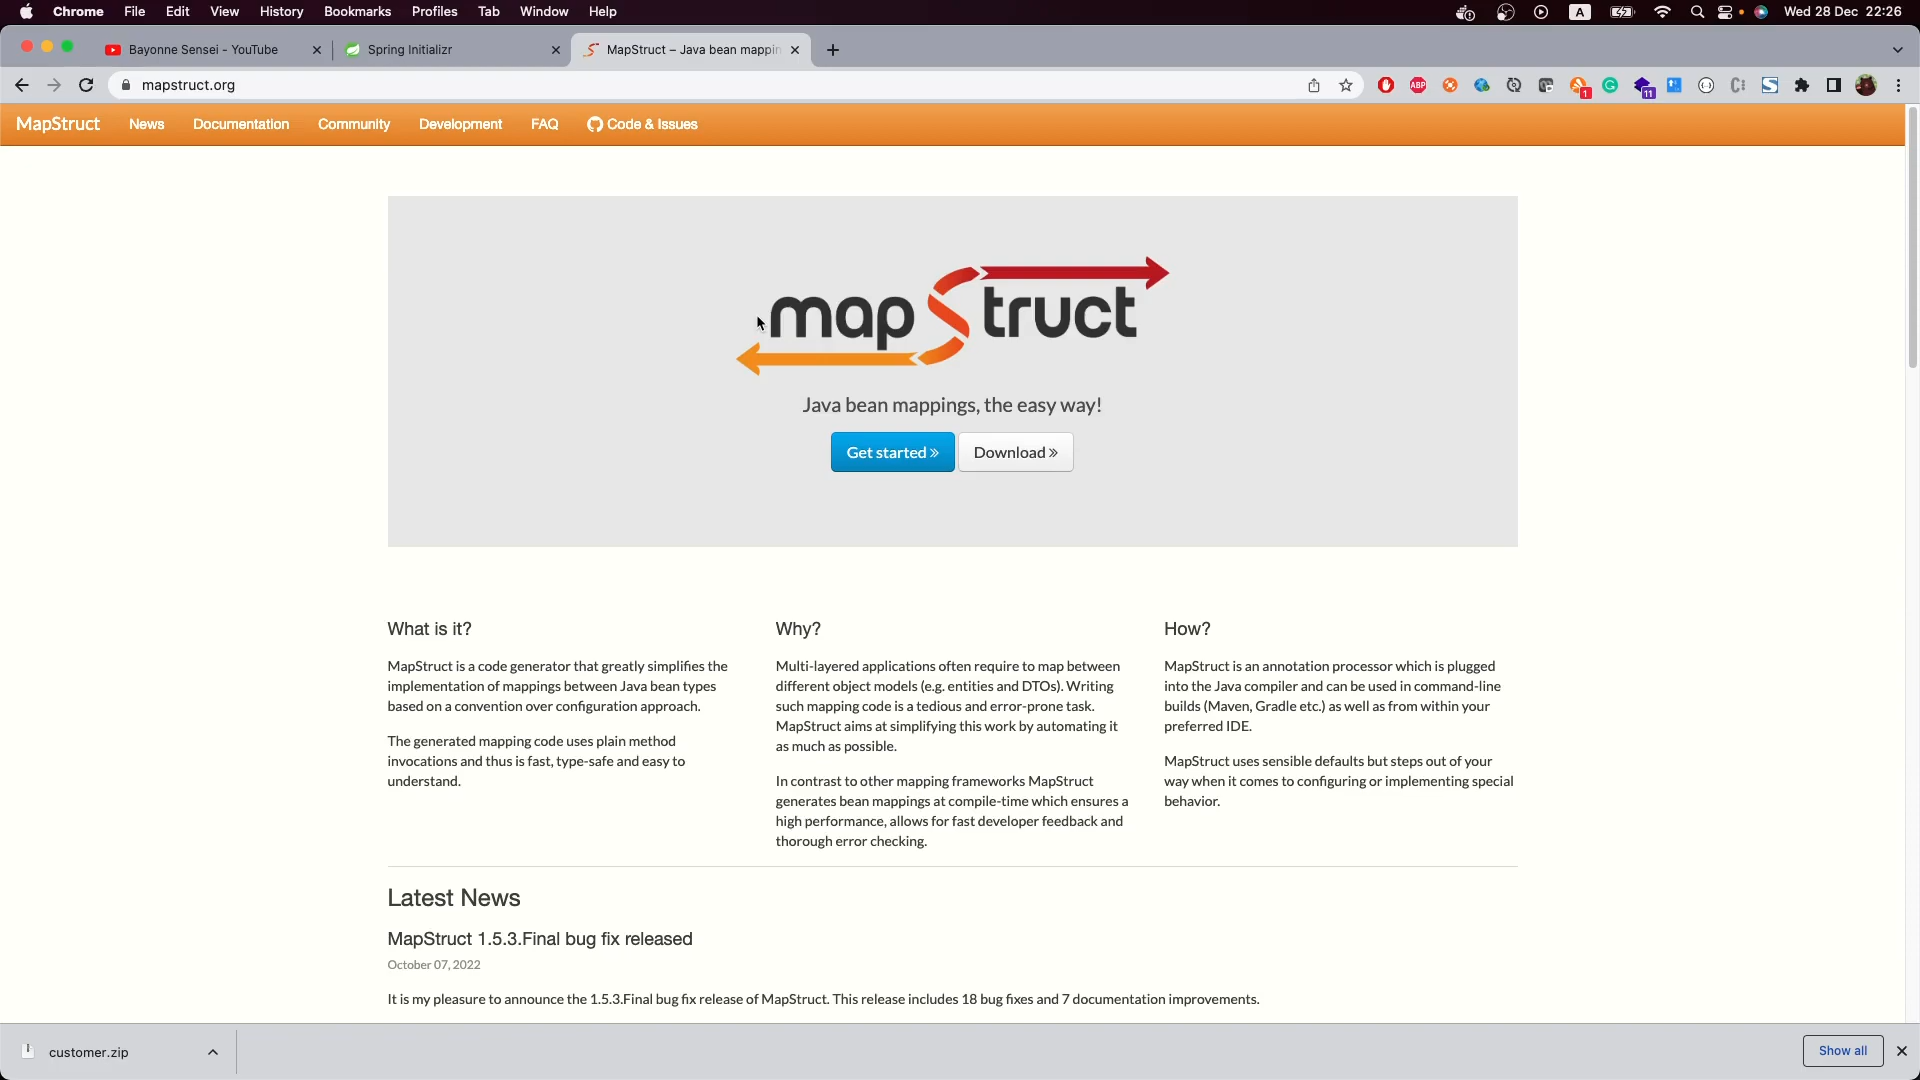 Chrome File Edit View History Bookmarks Profiles Tab Window Help Wed 28 Dec 22:26
Bayonne Sensei - YouTube Spring Initializr MapStruct – Java bean mappin
mapstruct.org
MapStruct News Documentation Community Development FAQ Code & Issues
mapStruct
Java bean mappings, the easy way!
Get started » Download »
What is it?
MapStruct is a code generator that greatly simplifies the
implementation of mappings between Java bean types
based on a convention over configuration approach.
The generated mapping code uses plain method
invocations and thus is fast, type-safe and easy to
understand.
Why?
Multi-layered applications often require to map between
different object models (e.g. entities and DTOs). Writing
such mapping code is a tedious and error-prone task.
MapStruct aims at simplifying this work by automating it
as much as possible.
In contrast to other mapping frameworks MapStruct
generates bean mappings at compile-time which ensures a
high performance, allows for fast developer feedback and
thorough error checking.
How?
MapStruct is an annotation processor which is plugged
into the Java compiler and can be used in command-line
builds (Maven, Gradle etc.) as well as from within your
preferred IDE.
MapStruct uses sensible defaults but steps out of your
way when it comes to configuring or implementing special
behavior.
Latest News
MapStruct 1.5.3.Final bug fix released
October 07, 2022
It is my pleasure to announce the 1.5.3.Final bug fix release of MapStruct. This release includes 18 bug fixes and 7 documentation improvements.
customer.zip Show all